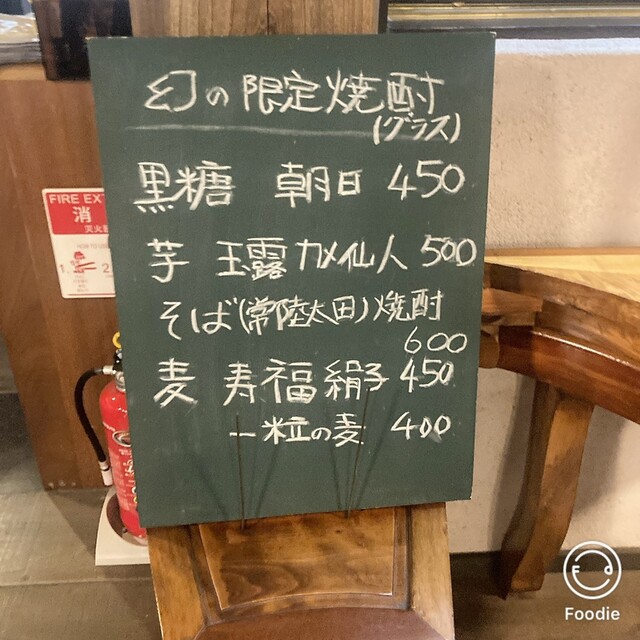 幻の限定焼酎
(グラス)
黒糖 朝日 450
芋 玉露カメ仙人 500
そば(常陸太田)焼酎
600
麦 寿福絹子 450
一粒の麦 400
FIRE EX
消
Foodie